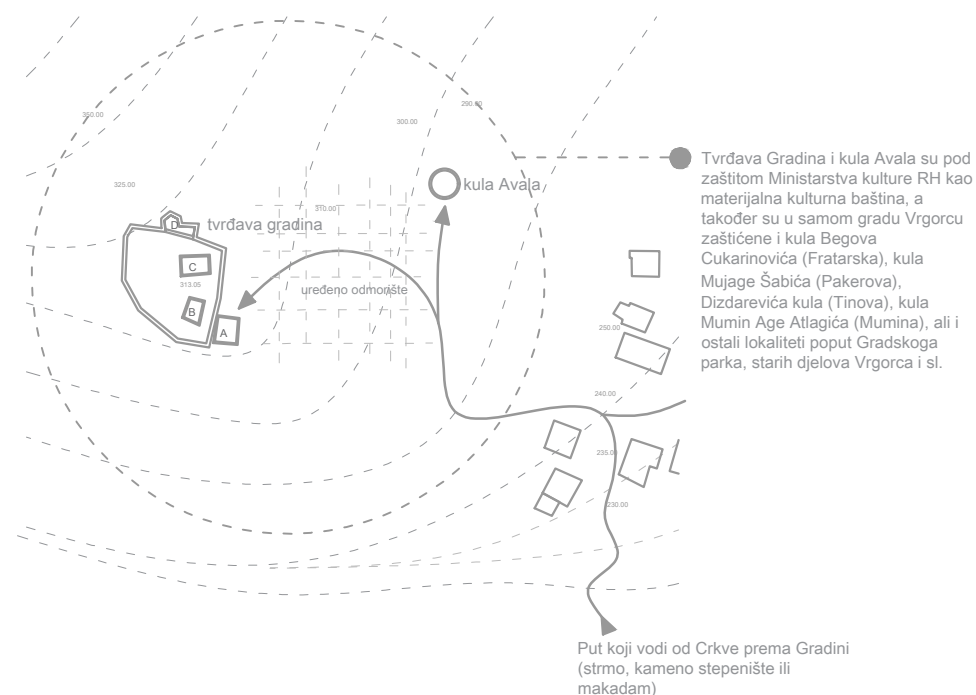 290.00
350.00
300.00
Tvrđava Gradina i kula Avala su pod
zaštitom Ministarstva kulture RH kao
materijalna kulturna baština, a
također su u samom gradu Vrgorcu
zaštićene i kula Begova
Cukarinovića (Fratarska), kula
Mujage Šabića (Pakerova),
Dizdarevića kula (Tinova), kula
Mumin Age Atlagića (Mumina), ali i
ostali lokaliteti poput Gradskoga
parka, starih djelova Vrgorca i sl.
325.00
kula Avala
310.00
D
tvrđava gradina
C
313.05
uređeno odmorište
B
A
250.00
240.00
235.00
230.00
Put koji vodi od Crkve prema Gradini
(strmo, kameno stepenište ili
makadam)